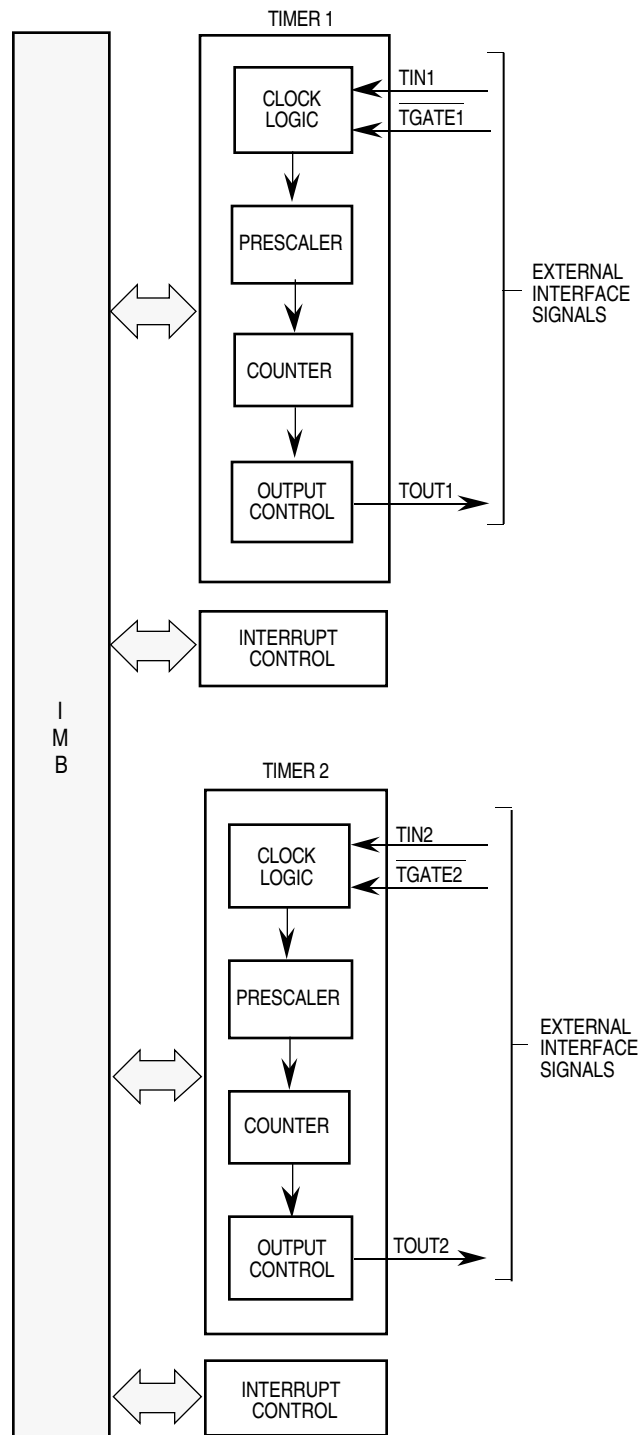 TIMER 1
CLOCK
LOGIC
TIN1
TGATE1
PRESCALER
EXTERNAL
INTERFACE
SIGNALS
COUNTER
OUTPUT
CONTROL
TOUT1
INTERRUPT
CONTROL
I
M
B
TIMER 2
CLOCK
LOGIC
TIN2
TGATE2
PRESCALER
EXTERNAL
INTERFACE
SIGNALS
COUNTER
OUTPUT
CONTROL
TOUT2
INTERRUPT
CONTROL